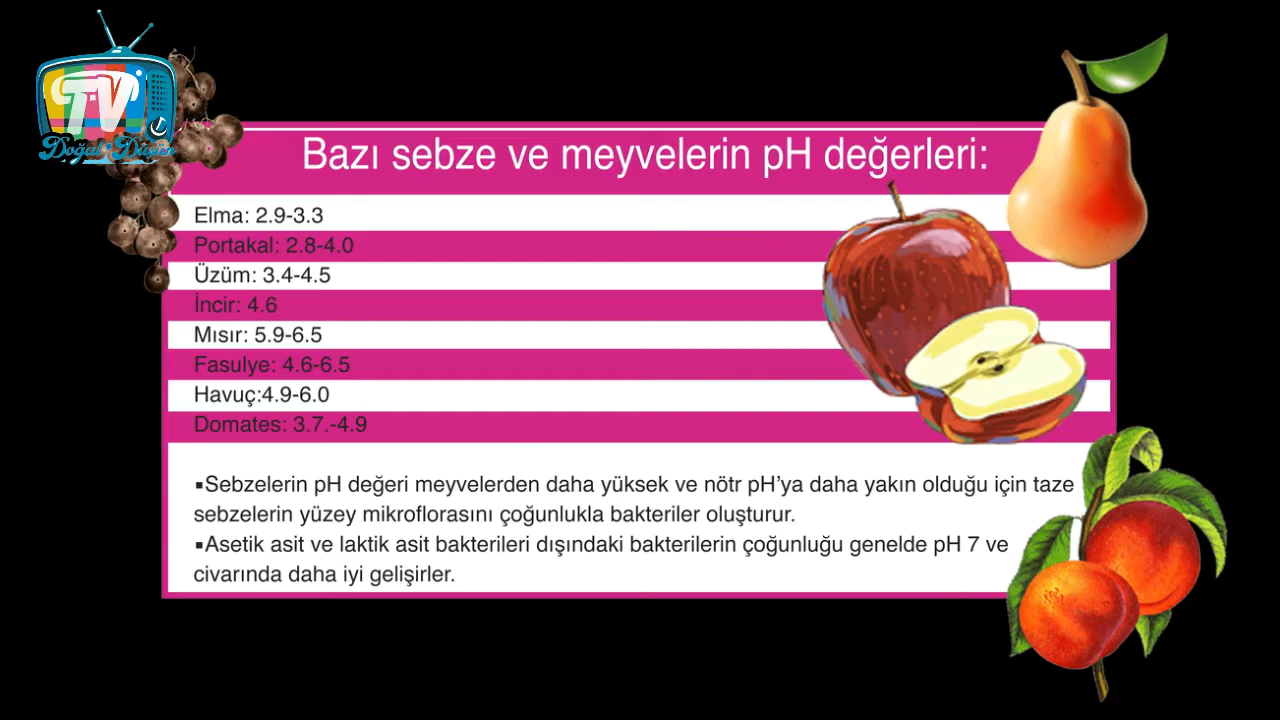 TV
Doğal Düşün
Bazı sebze ve meyvelerin pH değerleri:
Elma: 2.9-3.3
Portakal: 2.8-4.0
Üzüm: 3.4-4.5
İncir: 4.6
Mısır: 5.9-6.5
Fasulye: 4.6-6.5
Havuç:4.9-6.0
Domates: 3.7.-4.9
▪Sebzelerin pH değeri meyvelerden daha yüksek ve nötr pH’ya daha yakın olduğu için taze
sebzelerin yüzey mikroflorasını çoğunlukla bakteriler oluşturur.
▪Asetik asit ve laktik asit bakterileri dışındaki bakterilerin çoğunluğu genelde pH 7 ve
civarında daha iyi gelişirler.